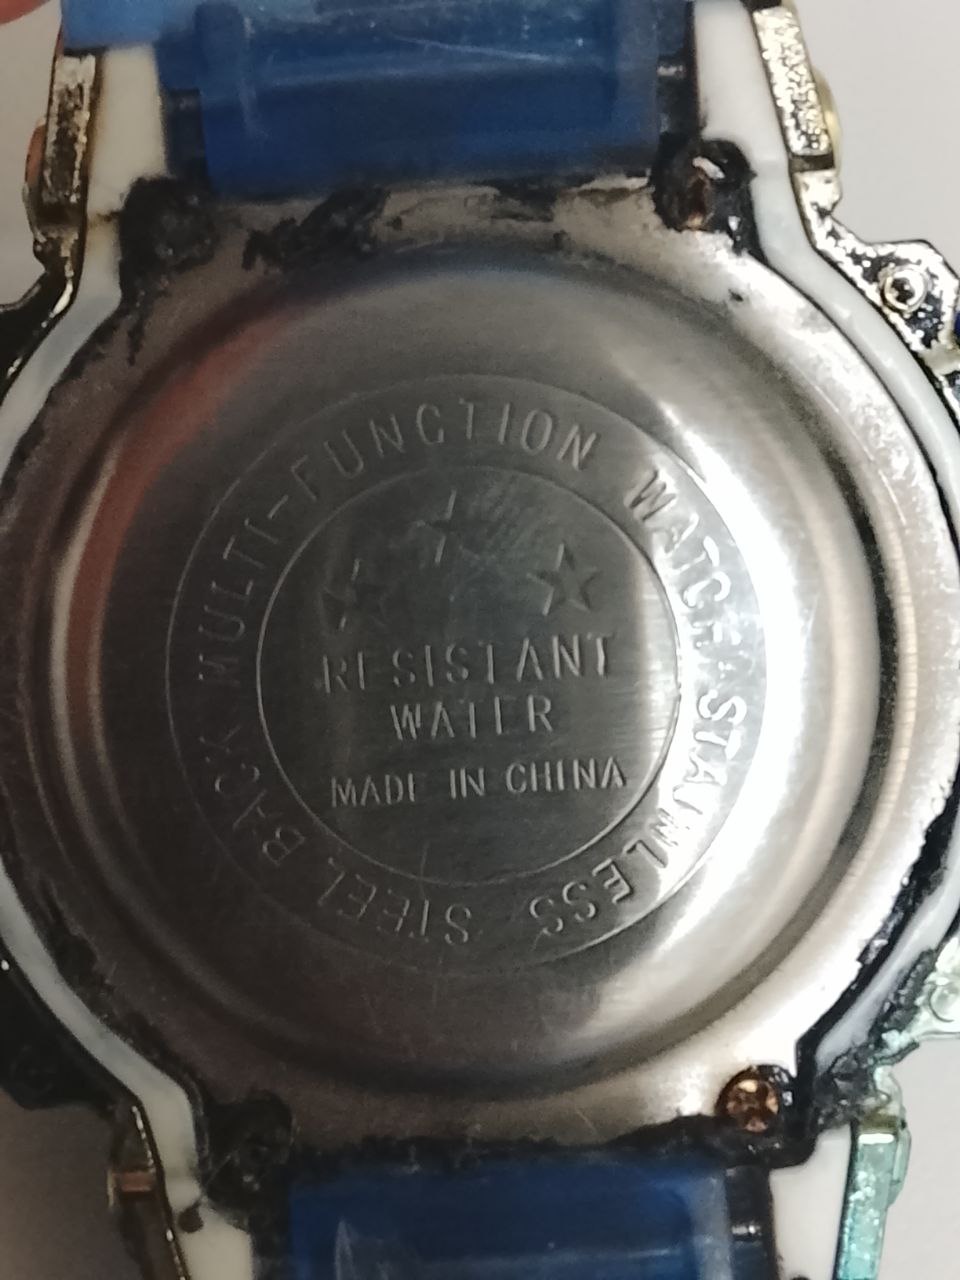 MULTI-FUNCTION WATCH STAINLESS STEEL BACK
RESISTANT
WATER
MADE IN CHINA